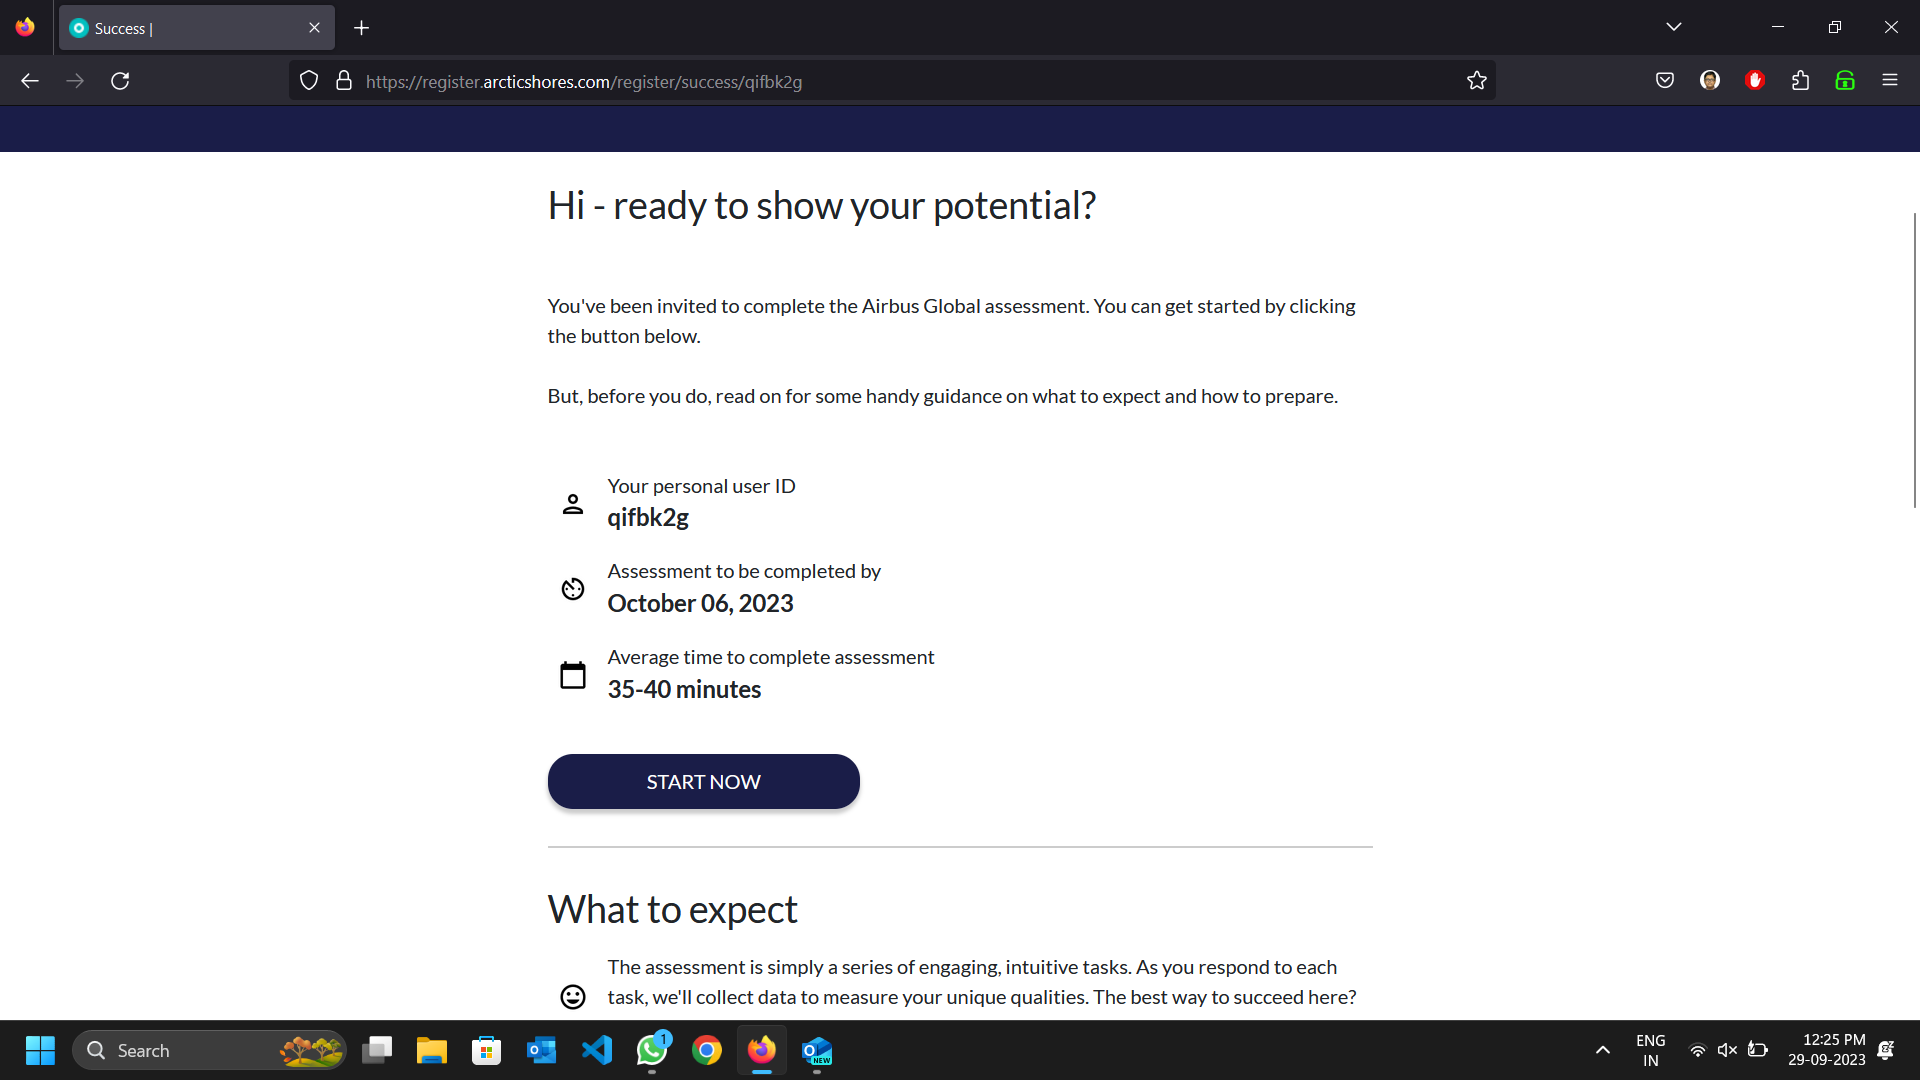 Success |
https://register.arcticshores.com/register/success/qifbk2g
Hi - ready to show your potential?
You've been invited to complete the Airbus Global assessment. You can get started by clicking
the button below.
But, before you do, read on for some handy guidance on what to expect and how to prepare.
Your personal user ID
qifbk2g
Assessment to be completed by
October 06, 2023
Average time to complete assessment
35-40 minutes
START NOW
What to expect
The assessment is simply a series of engaging, intuitive tasks. As you respond to each
task, we'll collect data to measure your unique qualities. The best way to succeed here?
Search
1
NEW
ENG
IN
12:25 PM
29-09-2023